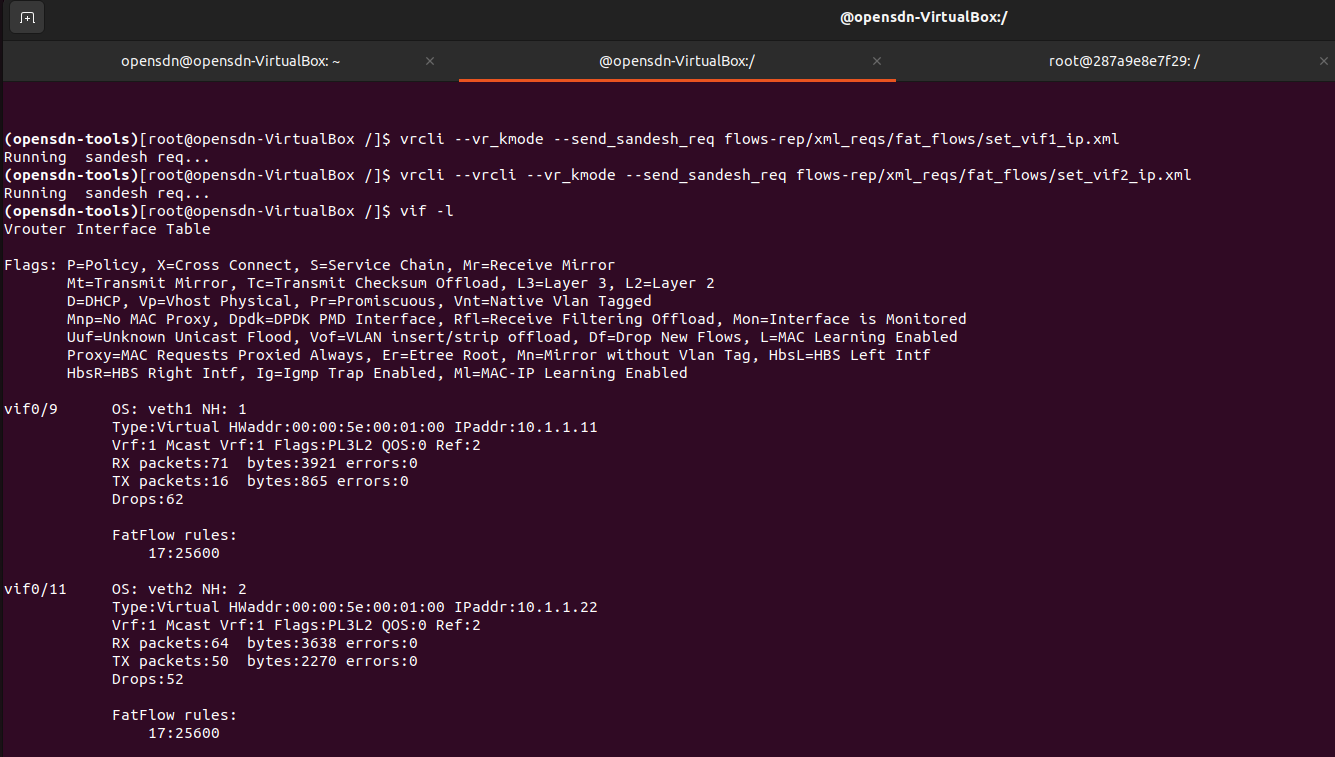 @opensdn-VirtualBox:/
opensdn@opensdn-VirtualBox: ~ × @opensdn-VirtualBox:/ × root@287a9e8e7f29: / ×
(opensdn-tools)[root@opensdn-VirtualBox /]$ vrcli --vr_kmode --send_sandesh_req flows-rep/xml_reqs/fat_flows/set_vif1_ip.xml
Running  sandesh req...
(opensdn-tools)[root@opensdn-VirtualBox /]$ vrcli --vrcli --vr_kmode --send_sandesh_req flows-rep/xml_reqs/fat_flows/set_vif2_ip.xml
Running  sandesh req...
(opensdn-tools)[root@opensdn-VirtualBox /]$ vif -l
Vrouter Interface Table
Flags: P=Policy, X=Cross Connect, S=Service Chain, Mr=Receive Mirror
       Mt=Transmit Mirror, Tc=Transmit Checksum Offload, L3=Layer 3, L2=Layer 2
       D=DHCP, Vp=Vhost Physical, Pr=Promiscuous, Vnt=Native Vlan Tagged
       Mnp=No MAC Proxy, Dpdk=DPDK PMD Interface, Rfl=Receive Filtering Offload, Mon=Interface is Monitored
       Uuf=Unknown Unicast Flood, Vof=VLAN insert/strip offload, Df=Drop New Flows, L=MAC Learning Enabled
       Proxy=MAC Requests Proxied Always, Er=Etree Root, Mn=Mirror without Vlan Tag, HbsL=HBS Left Intf
       HbsR=HBS Right Intf, Ig=Igmp Trap Enabled, Ml=MAC-IP Learning Enabled
vif0/9      OS: veth1 NH: 1
            Type:Virtual HWaddr:00:00:5e:00:01:00 IPaddr:10.1.1.11
            Vrf:1 Mcast Vrf:1 Flags:PL3L2 QOS:0 Ref:2
            RX packets:71  bytes:3921 errors:0
            TX packets:16  bytes:865 errors:0
            Drops:62
            FatFlow rules:
                17:25600
vif0/11     OS: veth2 NH: 2
            Type:Virtual HWaddr:00:00:5e:00:01:00 IPaddr:10.1.1.22
            Vrf:1 Mcast Vrf:1 Flags:PL3L2 QOS:0 Ref:2
            RX packets:64  bytes:3638 errors:0
            TX packets:50  bytes:2270 errors:0
            Drops:52
            FatFlow rules:
                17:25600